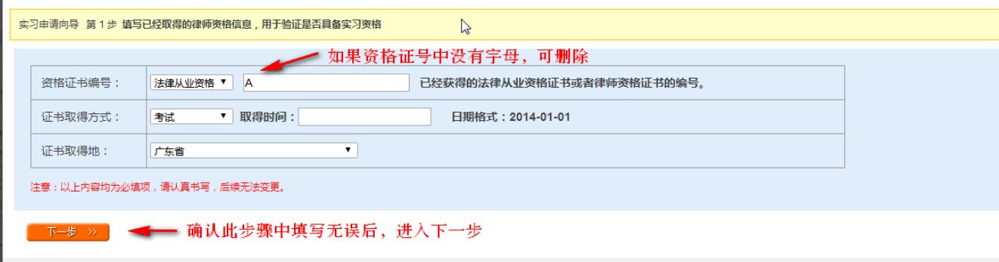 实习申请向导 第 1 步 填写已经取得的律师资格信息，用于验证是否具备实习资格
如果资格证号中没有字母，可删除
资格证书编号： 法律从业资格 A 已经获得的法律从业资格证书或者律师资格证书的编号。
证书取得方式： 考试 取得时间： 日期格式：2014-01-01
证书取得地： 广东省
注意：以上内容均为必填项，请认真书写，后续无法变更。
下一步 >> 确认此步骤中填写无误后，进入下一步